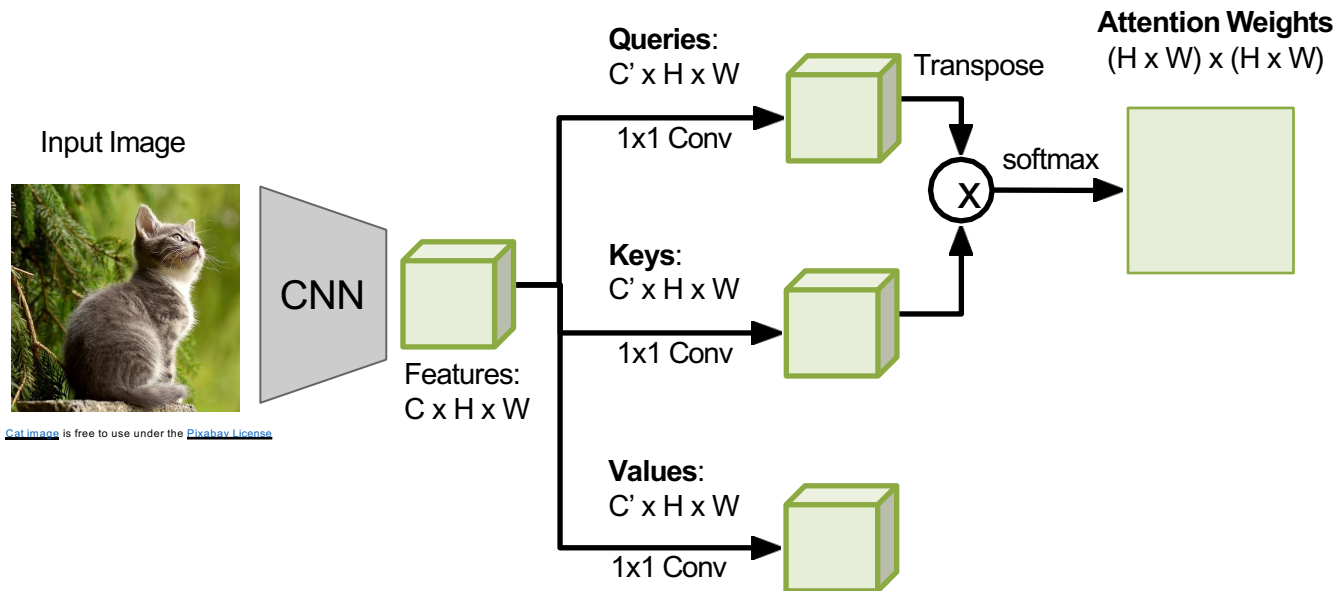 Input Image
Cat image is free to use under the Pixabay License
CNN
Features:
C x H x W
Queries:
C’ x H x W
1x1 Conv
Keys:
C’ x H x W
1x1 Conv
Values:
C’ x H x W
1x1 Conv
Transpose
x
softmax
Attention Weights
(H x W) x (H x W)